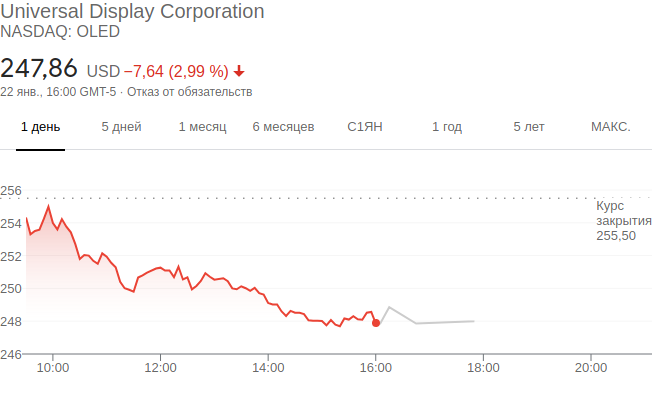 Universal Display Corporation
NASDAQ: OLED
247,86 USD −7,64 (2,99 %)
22 янв., 16:00 GMT-5 · Отказ от обязательств
1 день 5 дней 1 месяц 6 месяцев С1ЯН 1 год 5 лет МАКС.
256
Курс
254
закрытия
255,50
252
250
248
246
10:00 12:00 14:00 16:00 18:00 20:00